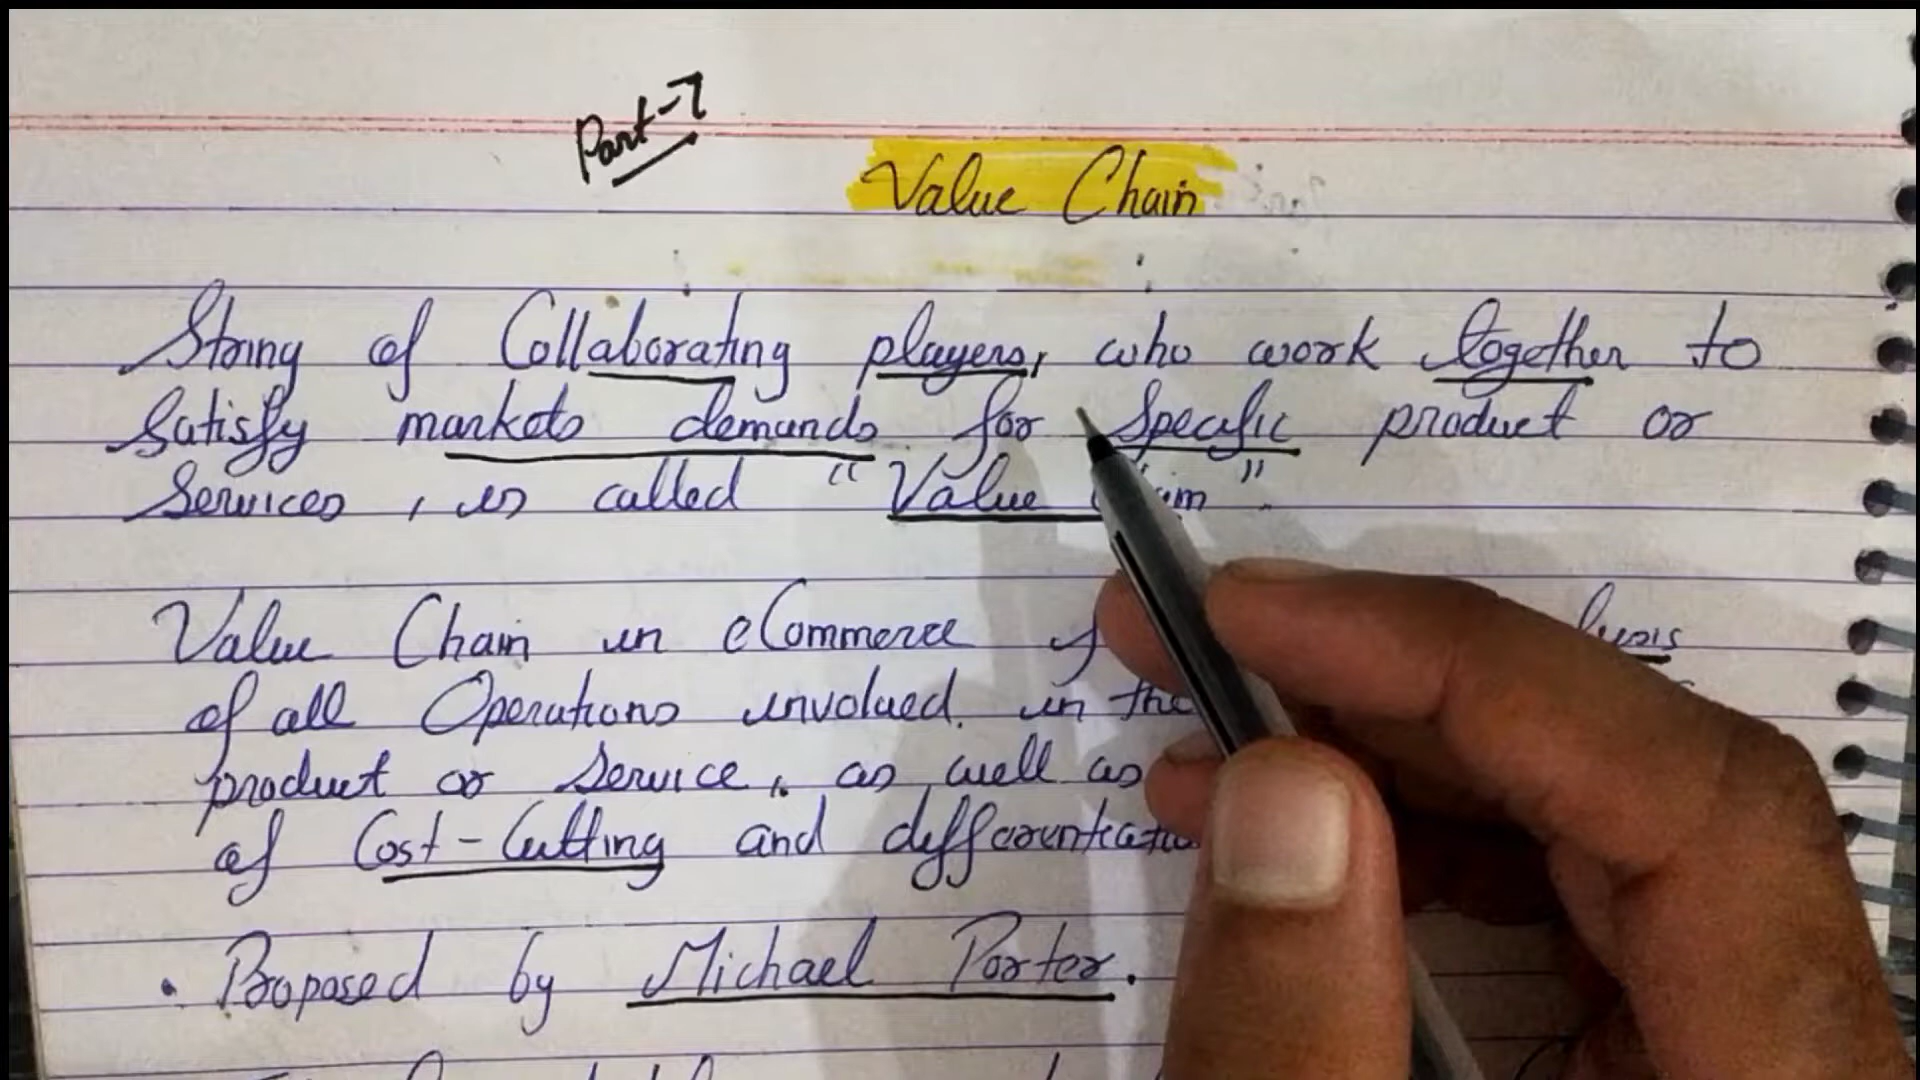 Part-7
Value Chain
String of Collaborating players, who work together to
Satisfy markets demands for Specific product or
Services, is called "Value Chain".
Value Chain in eCommerce
of all Operations involved. in the
product or Service, as well as
of Cost-Cutting and
• Proposed by Michael Porter.